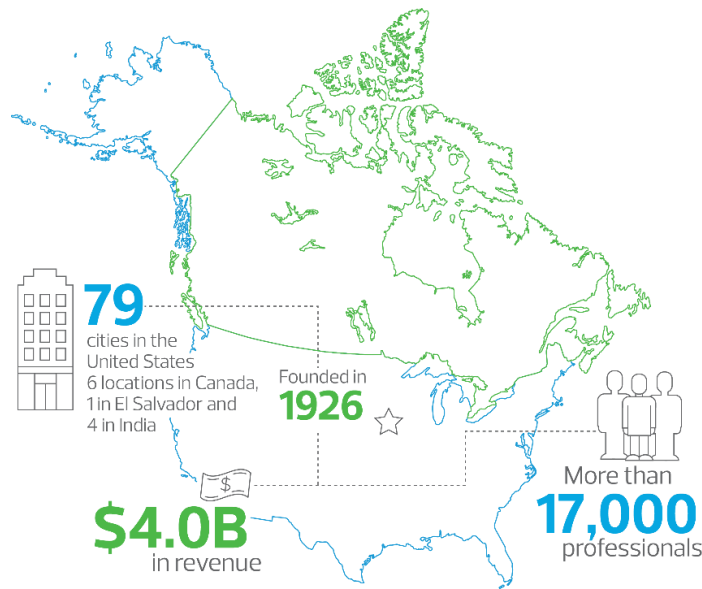 79
cities in the
United States
6 locations in Canada,
1 in El Salvador and
4 in India
Founded in
1926
$
$4.0B
in revenue
More than
17,000
professionals